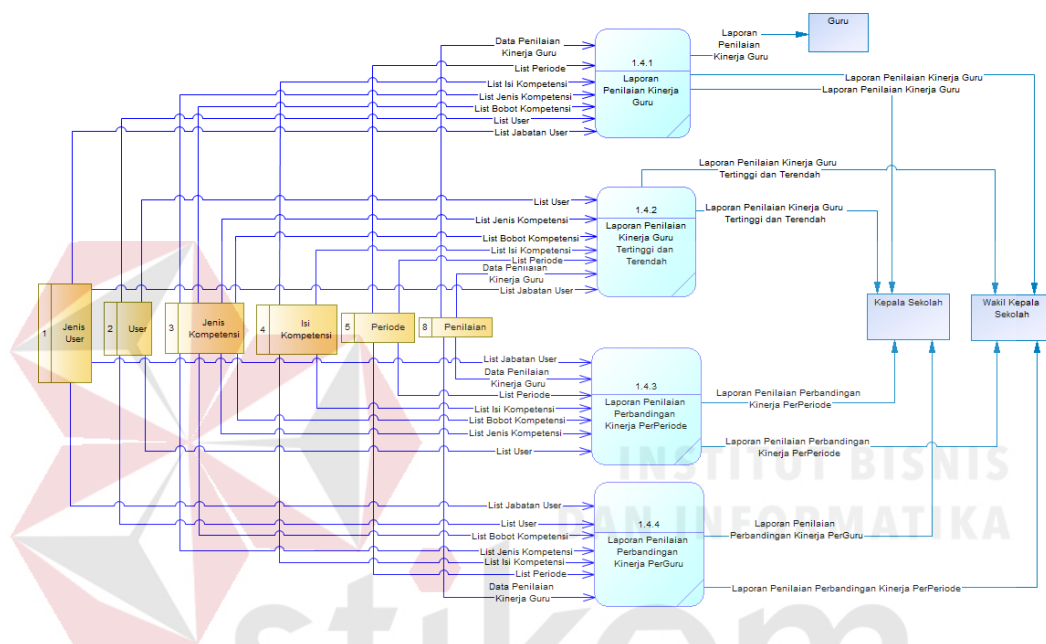 Guru
Laporan
Penilaian
Kinerja Guru
Data Penilaian
Kinerja Guru
List Periode
List Isi Kompetensi
List Jenis Kompetensi
List Bobot Kompetensi
List User
List Jabatan User
1.4.1
Laporan
Penilaian Kinerja
Guru
Laporan Penilaian Kinerja Guru
Laporan Penilaian Kinerja Guru
Laporan Penilaian Kinerja Guru
Tertinggi dan Terendah
Laporan Penilaian Kinerja Guru
Tertinggi dan Terendah
List User
List Jenis Kompetensi
List Bobot Kompetensi
List Isi Kompetensi
List Periode
Data Penilaian
Kinerja Guru
List Jabatan User
1.4.2
Laporan Penilaian
Kinerja Guru
Tertinggi dan
Terendah
1
Jenis
User
2
User
3
Jenis
Kompetensi
4
Isi
Kompetensi
5
Periode
8
Penilaian
Kepala Sekolah
Wakil Kepala
Sekolah
List Jabatan User
Data Penilaian
Kinerja Guru
List Periode
List Isi Kompetensi
List Bobot Kompetensi
List Jenis Kompetensi
List User
1.4.3
Laporan Penilaian
Perbandingan
Kinerja PerPeriode
Laporan Penilaian Perbandingan
Kinerja PerPeriode
Laporan Penilaian Perbandingan
Kinerja PerPeriode
INSTITUT BISNIS
DAN INFORMATIKA
List Jabatan User
List User
List Bobot Kompetensi
List Jenis Kompetensi
List Isi Kompetensi
List Periode
Data Penilaian
Kinerja Guru
1.4.4
Laporan Penilaian
Perbandingan
Kinerja PerGuru
Laporan Penilaian
Perbandingan Kinerja PerGuru
Laporan Penilaian Perbandingan Kinerja PerPeriode
stikom